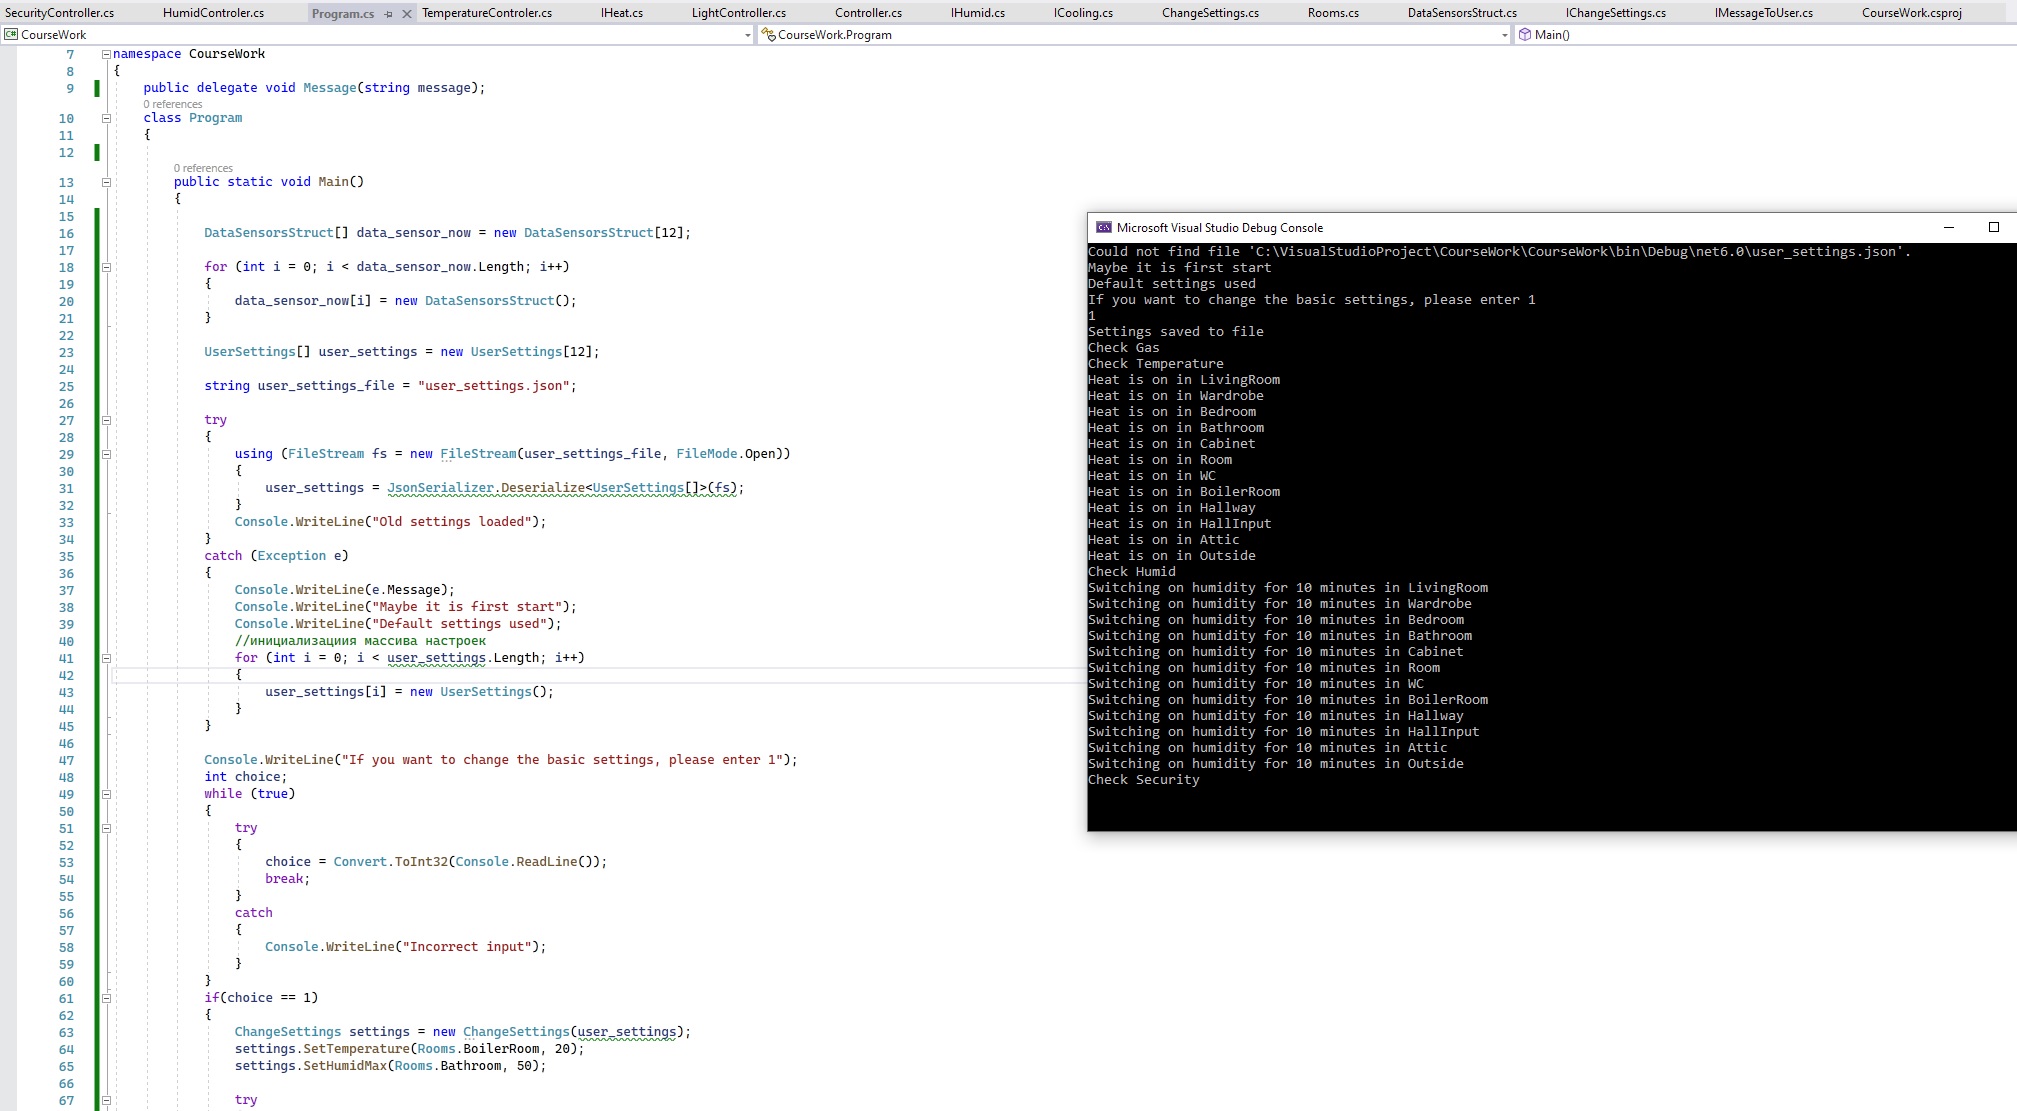 SecurityController.cs HumidControler.cs Program.cs TemperatureControler.cs IHeat.cs LightController.cs Controller.cs IHumid.cs ICooling.cs ChangeSettings.cs Rooms.cs DataSensorsStruct.cs IChangeSettings.cs IMessageToUser.cs CourseWork.csproj
C# CourseWork CourseWork.Program Main()
7 namespace CourseWork
8 {
9 public delegate void Message(string message);
0 references
10 class Program
11 {
12
0 references
13 public static void Main()
14 {
15
16 DataSensorsStruct[] data_sensor_now = new DataSensorsStruct[12];
17
18 for (int i = 0; i < data_sensor_now.Length; i++)
19 {
20 data_sensor_now[i] = new DataSensorsStruct();
21 }
22
23 UserSettings[] user_settings = new UserSettings[12];
24
25 string user_settings_file = "user_settings.json";
26
27 try
28 {
29 using (FileStream fs = new FileStream(user_settings_file, FileMode.Open))
30 {
31 user_settings = JsonSerializer.Deserialize<UserSettings[]>(fs);
32 }
33 Console.WriteLine("Old settings loaded");
34 }
35 catch (Exception e)
36 {
37 Console.WriteLine(e.Message);
38 Console.WriteLine("Maybe it is first start");
39 Console.WriteLine("Default settings used");
40 //инициализациия массива настроек
41 for (int i = 0; i < user_settings.Length; i++)
42 {
43 user_settings[i] = new UserSettings();
44 }
45 }
46
47 Console.WriteLine("If you want to change the basic settings, please enter 1");
48 int choice;
49 while (true)
50 {
51 try
52 {
53 choice = Convert.ToInt32(Console.ReadLine());
54 break;
55 }
56 catch
57 {
58 Console.WriteLine("Incorrect input");
59 }
60 }
61 if(choice == 1)
62 {
63 ChangeSettings settings = new ChangeSettings(user_settings);
64 settings.SetTemperature(Rooms.BoilerRoom, 20);
65 settings.SetHumidMax(Rooms.Bathroom, 50);
66
67 try
Microsoft Visual Studio Debug Console
Could not find file 'C:\VisualStudioProject\CourseWork\CourseWork\bin\Debug\net6.0\user_settings.json'.
Maybe it is first start
Default settings used
If you want to change the basic settings, please enter 1
1
Settings saved to file
Check Gas
Check Temperature
Heat is on in LivingRoom
Heat is on in Wardrobe
Heat is on in Bedroom
Heat is on in Bathroom
Heat is on in Cabinet
Heat is on in Room
Heat is on in WC
Heat is on in BoilerRoom
Heat is on in Hallway
Heat is on in HallInput
Heat is on in Attic
Heat is on in Outside
Check Humid
Switching on humidity for 10 minutes in LivingRoom
Switching on humidity for 10 minutes in Wardrobe
Switching on humidity for 10 minutes in Bedroom
Switching on humidity for 10 minutes in Bathroom
Switching on humidity for 10 minutes in Cabinet
Switching on humidity for 10 minutes in Room
Switching on humidity for 10 minutes in WC
Switching on humidity for 10 minutes in BoilerRoom
Switching on humidity for 10 minutes in Hallway
Switching on humidity for 10 minutes in HallInput
Switching on humidity for 10 minutes in Attic
Switching on humidity for 10 minutes in Outside
Check Security